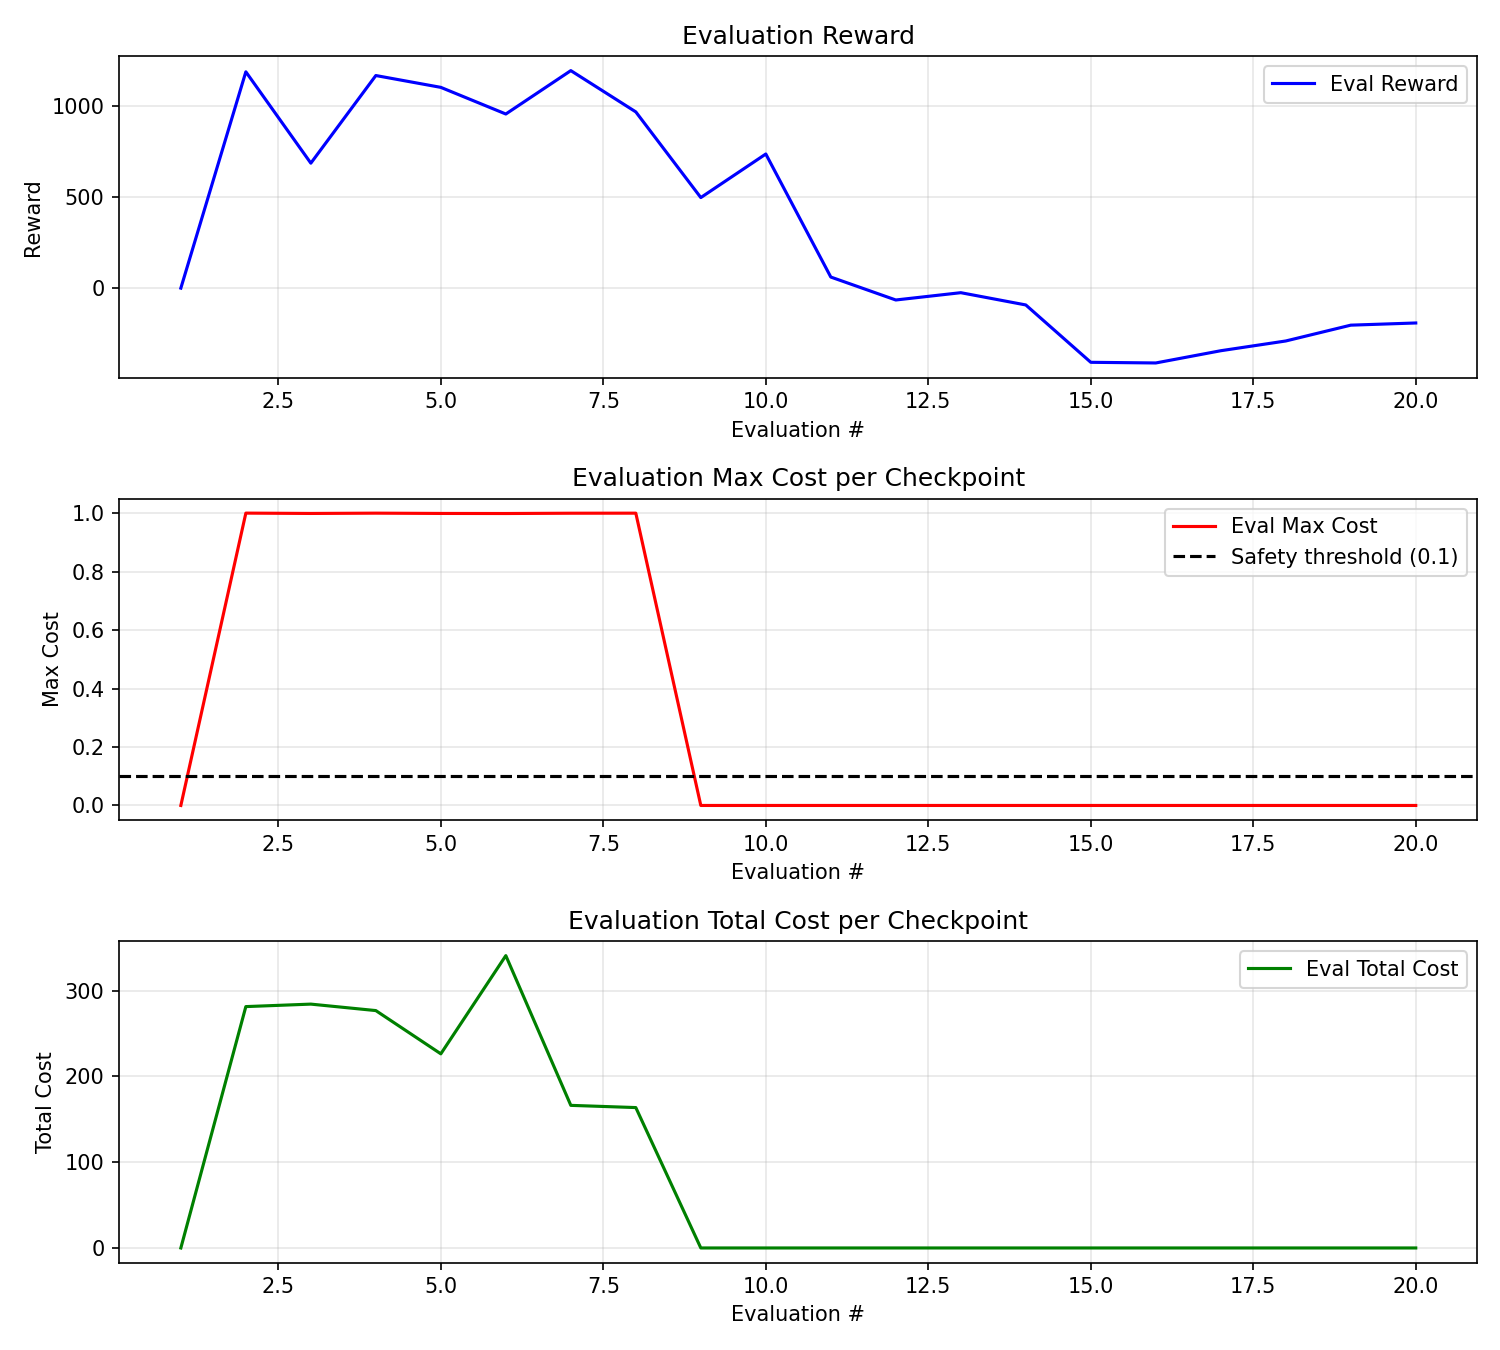 Evaluation Reward
Eval Reward
1000
500
0
Reward
2.5 5.0 7.5 10.0 12.5 15.0 17.5 20.0
Evaluation #
Evaluation Max Cost per Checkpoint
Eval Max Cost
Safety threshold (0.1)
1.0
0.8
0.6
0.4
0.2
0.0
Max Cost
2.5 5.0 7.5 10.0 12.5 15.0 17.5 20.0
Evaluation #
Evaluation Total Cost per Checkpoint
Eval Total Cost
300
200
100
0
Total Cost
2.5 5.0 7.5 10.0 12.5 15.0 17.5 20.0
Evaluation #